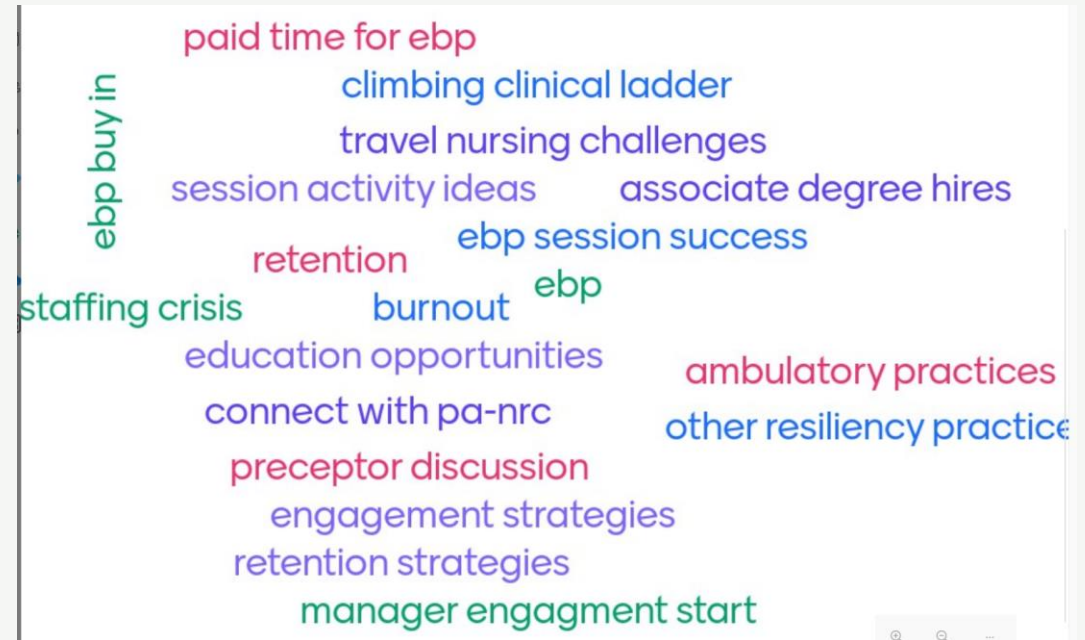 paid time for ebp
climbing clinical ladder
ebp buy in
travel nursing challenges
session activity ideas
associate degree hires
ebp session success
retention
ebp
staffing crisis
burnout
education opportunities
ambulatory practices
connect with pa-nrc
other resiliency practice
preceptor discussion
engagement strategies
retention strategies
manager engagment start